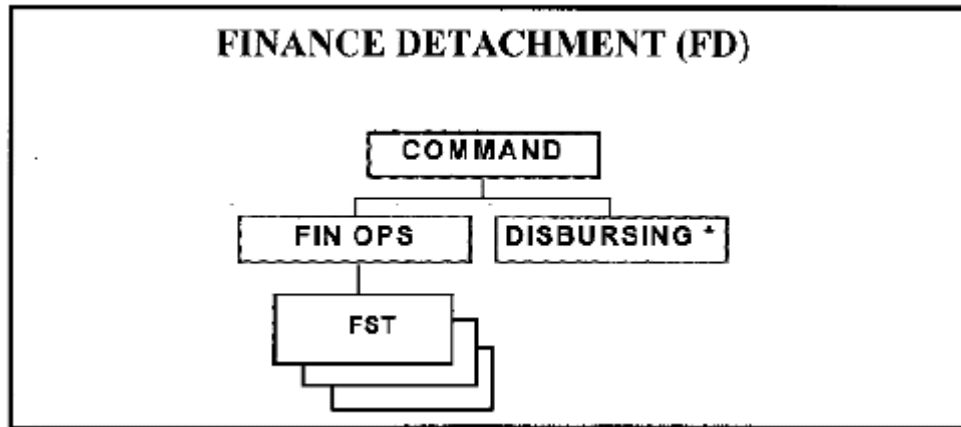 FINANCE DETACHMENT (FD)
COMMAND
FIN OPS
DISBURSING *
FST